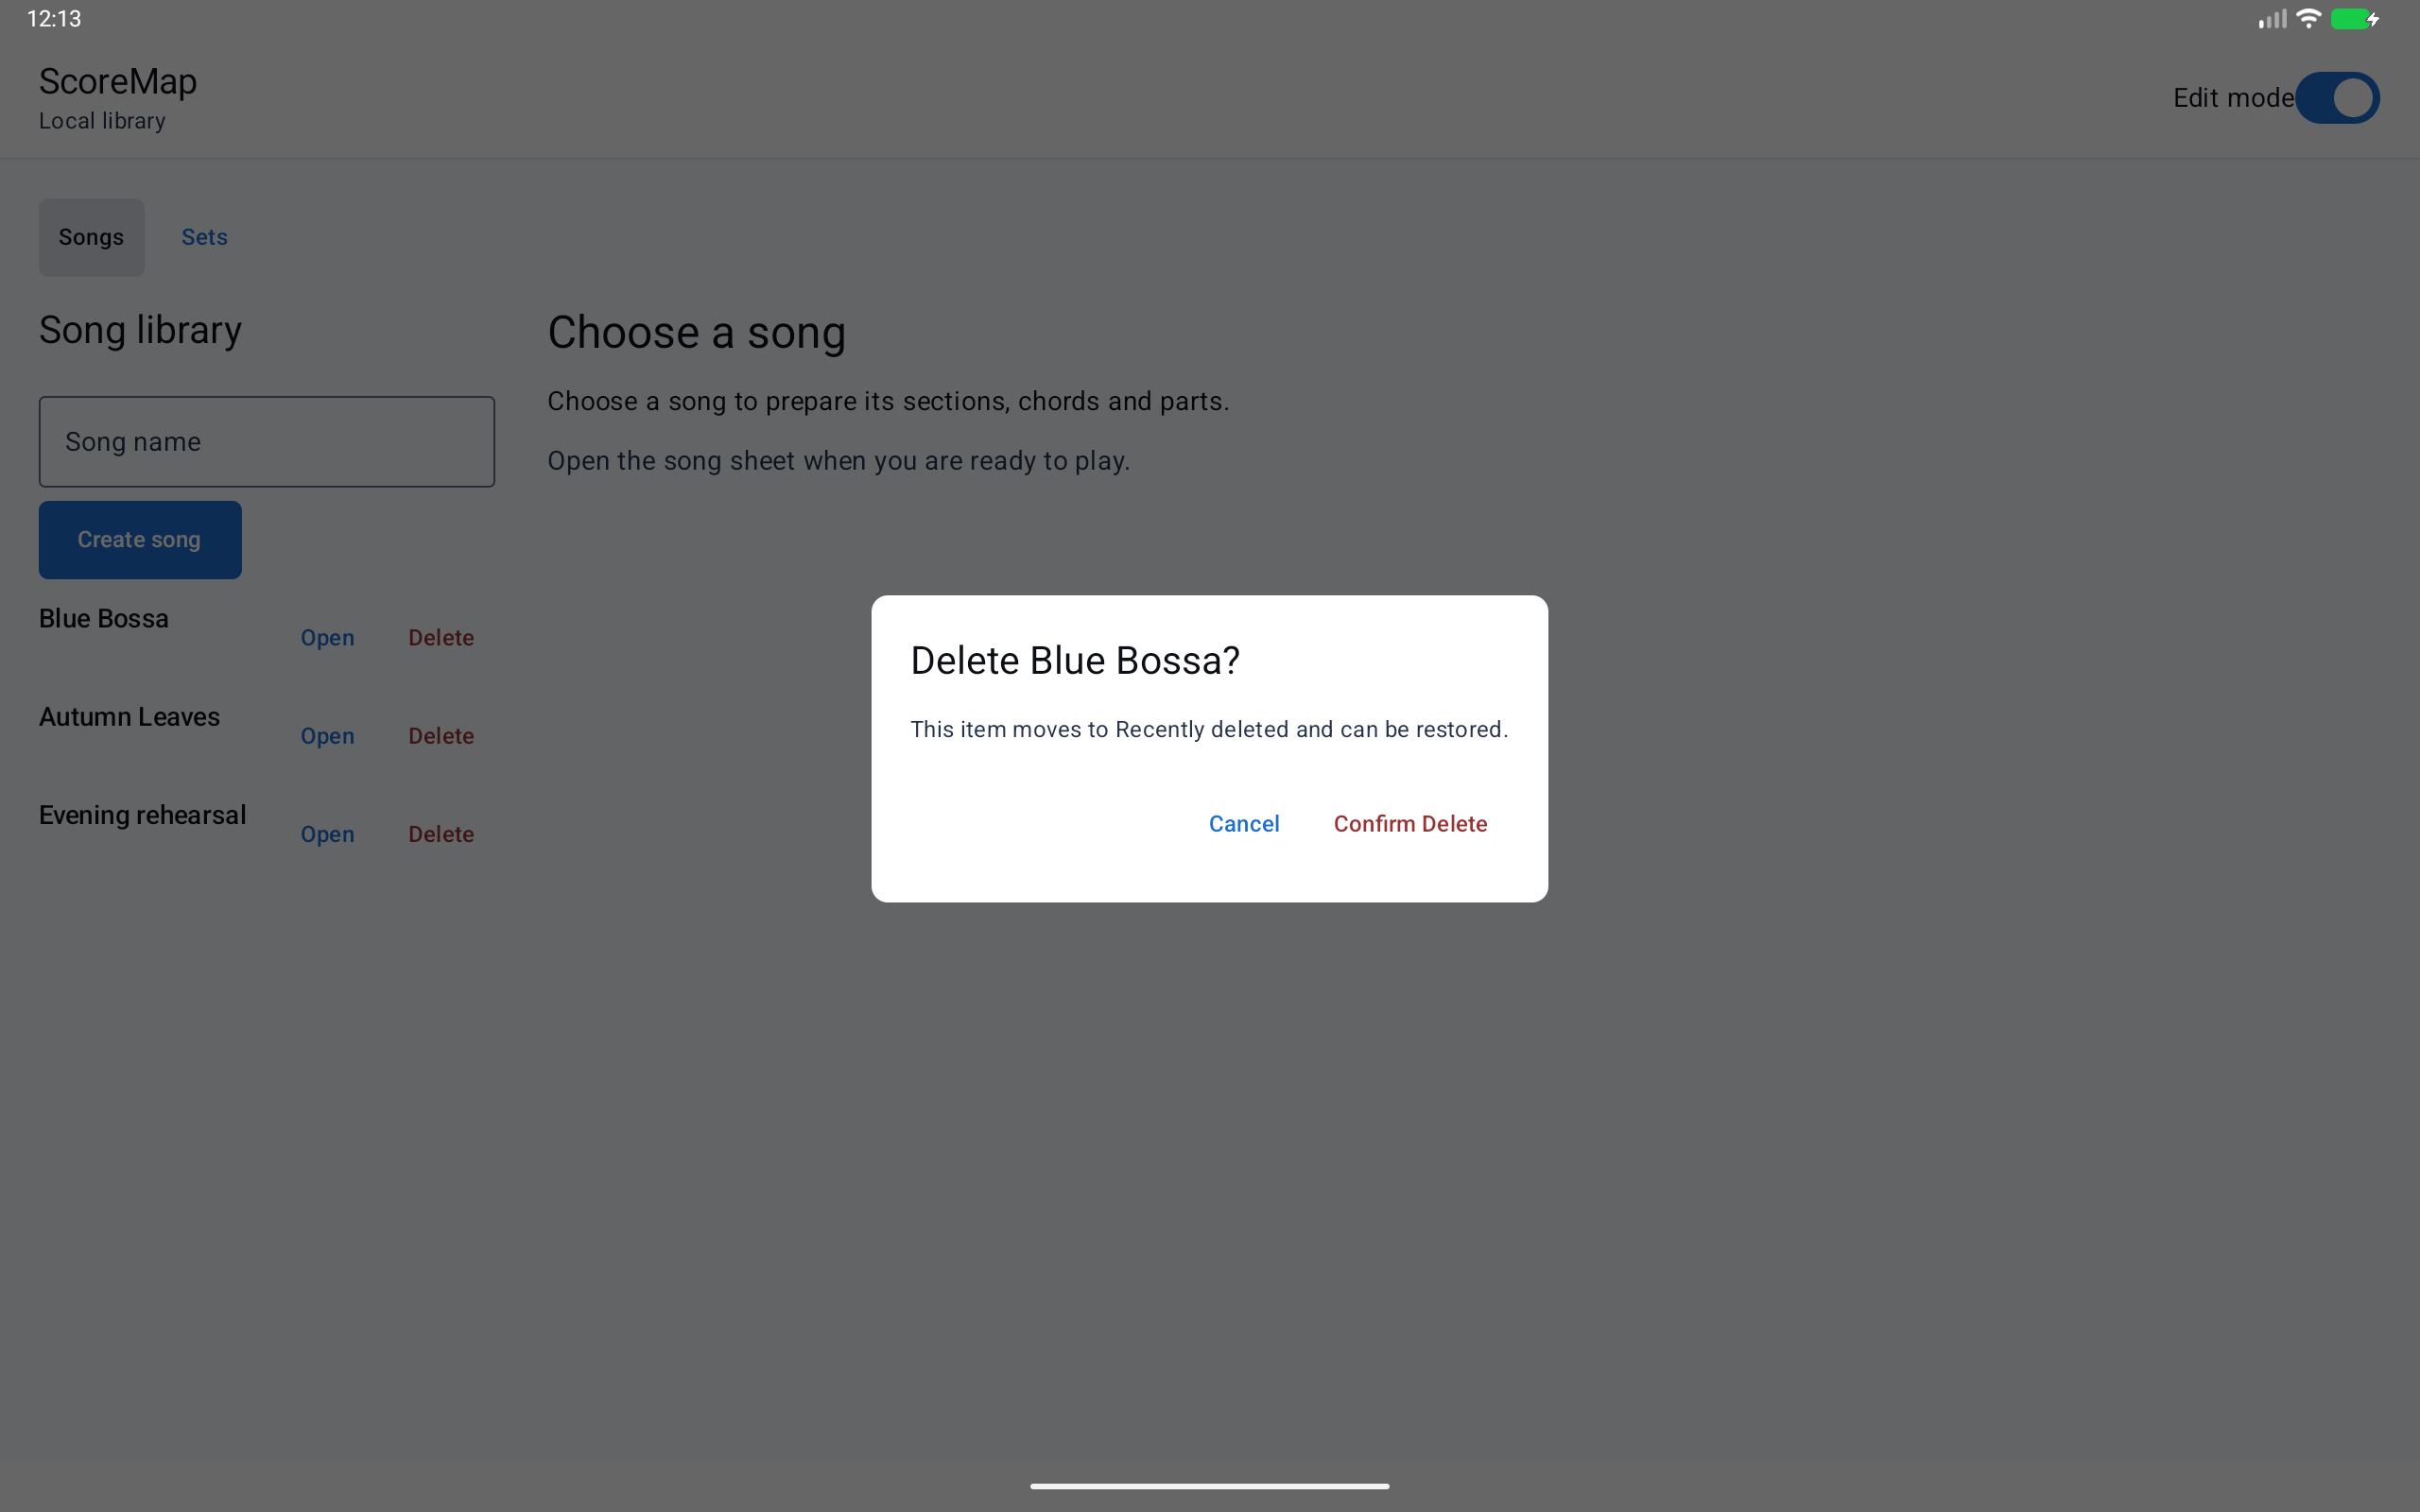 12:13
ScoreMap
Local library
Edit mode
Songs
Sets
Song library
Song name
Create song
Blue Bossa
Open
Delete
Autumn Leaves
Open
Delete
Evening rehearsal
Open
Delete
Choose a song
Choose a song to prepare its sections, chords and parts.
Open the song sheet when you are ready to play.
Delete Blue Bossa?
This item moves to Recently deleted and can be restored.
Cancel
Confirm Delete